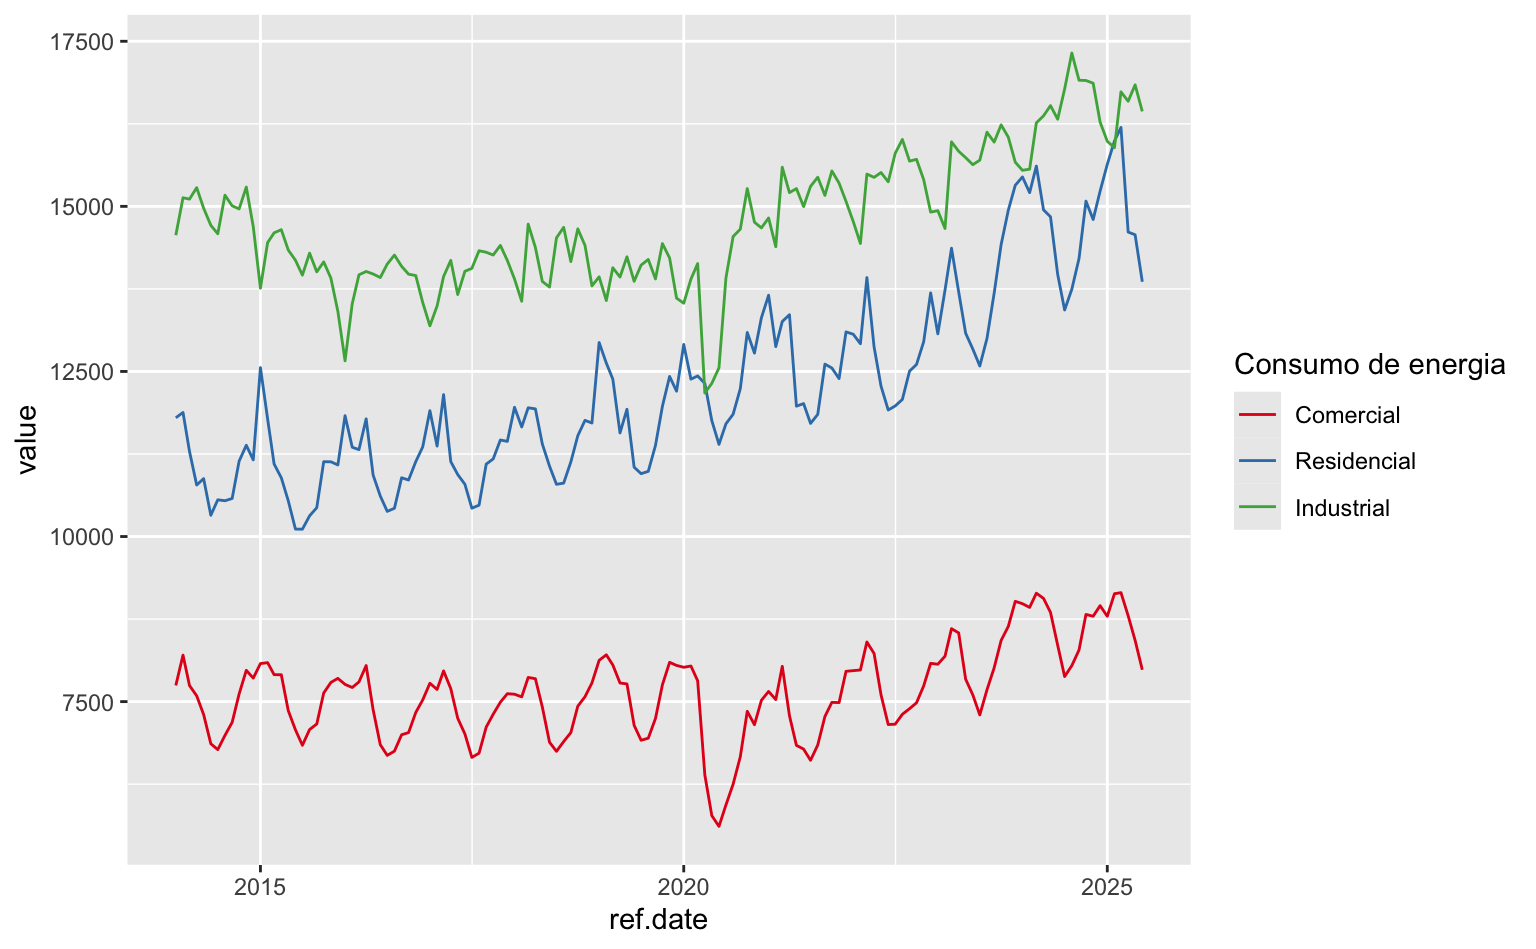 17500
15000
12500
10000
7500
value
2015
2020
2025
ref.date
Consumo de energia
Comercial
Residencial
Industrial